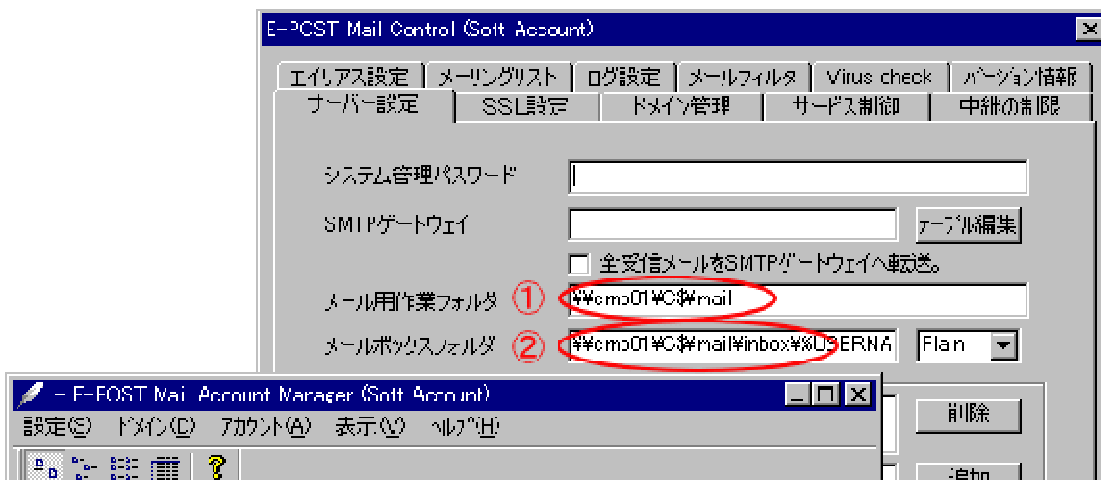 E-POST Mail Control (Soft Account)
エイリアス設定 メーリングリスト ログ設定 メールフィルタ Virus check バージョン情報
サーバー設定 SSL設定 ドメイン管理 サービス制御 中継の制限
システム管理パスワード
SMTPゲートウェイ テーブル編集
全受信メールをSMTPゲートウェイへ転送。
メール用作業フォルダ ① ¥¥cmp01¥C$¥mail
メールボックスフォルダ ② ¥¥cmp01¥C$¥mail¥inbox¥%USERNA Plan
削除
追加
- E-POST Mail Account Manager (Soft Account)
設定(S) ドメイン(D) アカウント(A) 表示(V) ヘルプ(H)